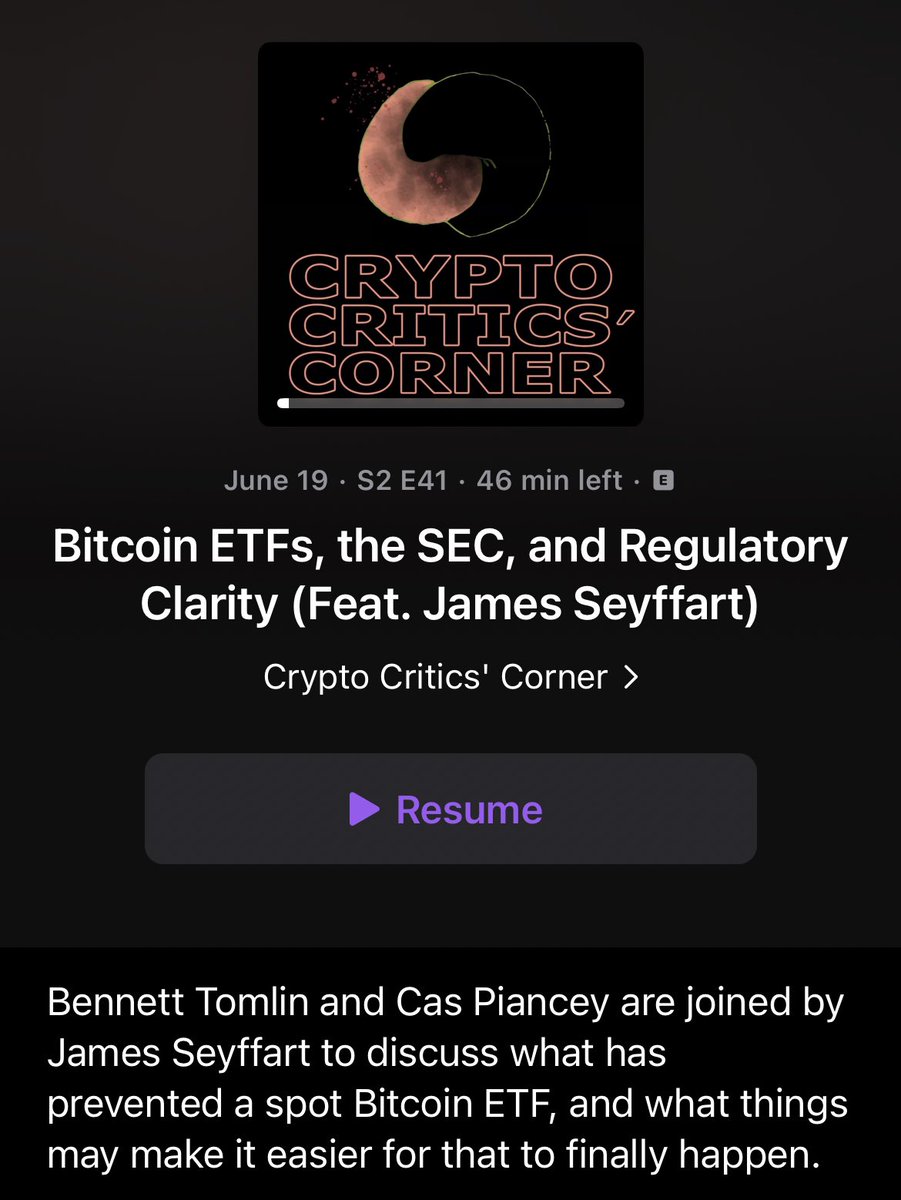 CRYPTO
CRITICS’
CORNER
June 19 · S2 E41 · 46 min left · E
Bitcoin ETFs, the SEC, and Regulatory
Clarity (Feat. James Seyffart)
Crypto Critics' Corner >
Resume
Bennett Tomlin and Cas Piancey are joined by
James Seyffart to discuss what has
prevented a spot Bitcoin ETF, and what things
may make it easier for that to finally happen.